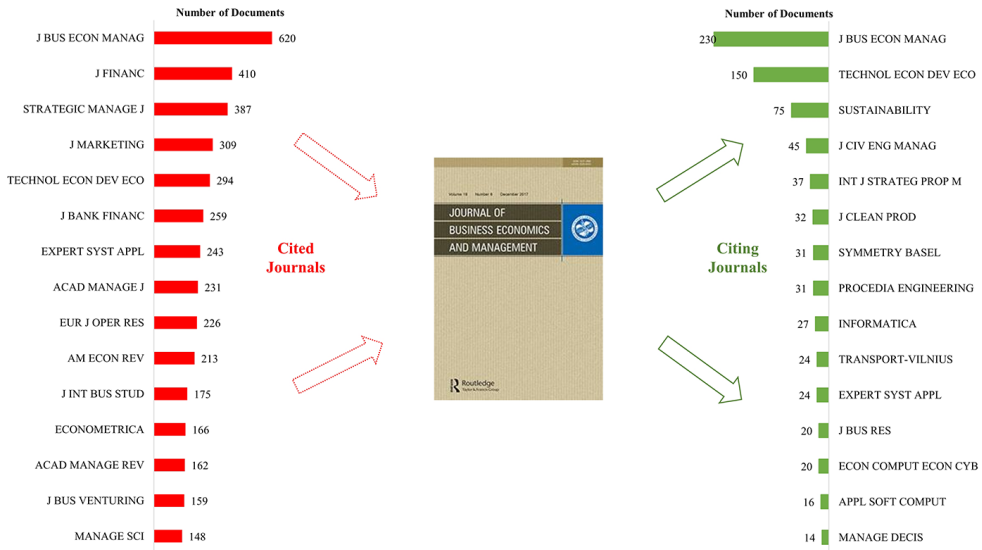 Number of Documents
J BUS ECON MANAG 620
J FINANC 410
STRATEGIC MANAGE J 387
J MARKETING 309
TECHNOL ECON DEV ECO 294
J BANK FINANC 259
EXPERT SYST APPL 243
ACAD MANAGE J 231
EUR J OPER RES 226
AM ECON REV 213
J INT BUS STUD 175
ECONOMETRICA 166
ACAD MANAGE REV 162
J BUS VENTURING 159
MANAGE SCI 148
Cited
Journals
Volume 18 Number 6 December 2017
JOURNAL OF
BUSINESS ECONOMICS
AND MANAGEMENT
Routledge
Taylor & Francis Group
Citing
Journals
Number of Documents
230 J BUS ECON MANAG
150 TECHNOL ECON DEV ECO
75 SUSTAINABILITY
45 J CIV ENG MANAG
37 INT J STRATEG PROP M
32 J CLEAN PROD
31 SYMMETRY BASEL
31 PROCEDIA ENGINEERING
27 INFORMATICA
24 TRANSPORT-VILNIUS
24 EXPERT SYST APPL
20 J BUS RES
20 ECON COMPUT ECON CYB
16 APPL SOFT COMPUT
14 MANAGE DECIS